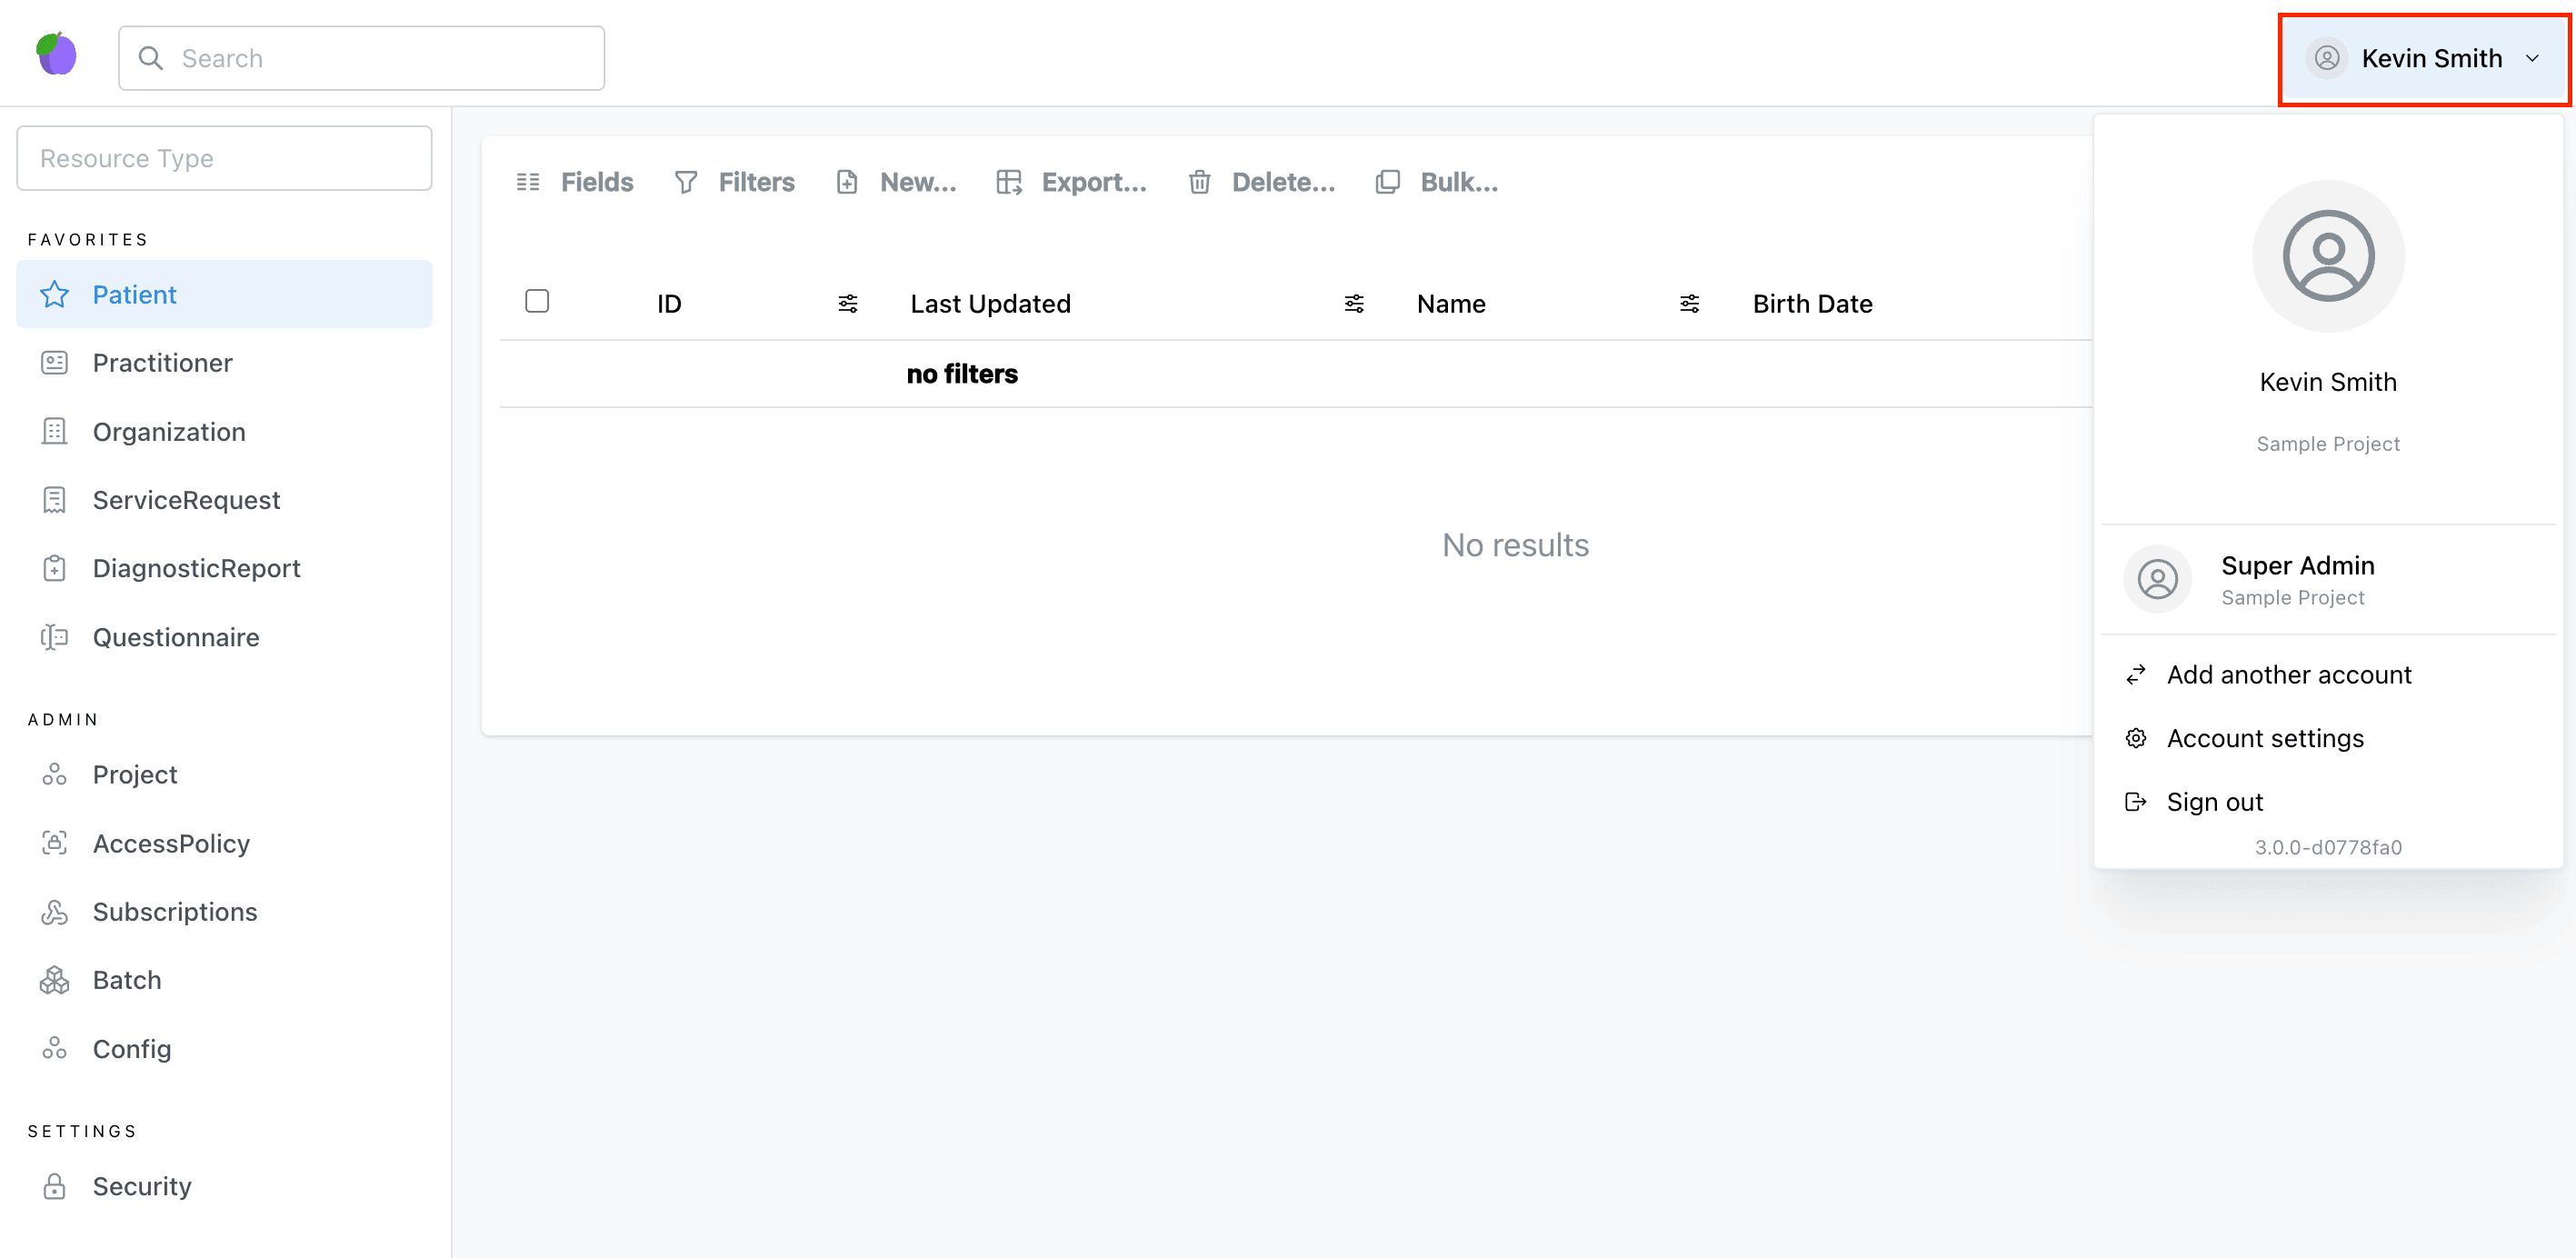 Search
Kevin Smith
Resource Type
FAVORITES
Patient
Practitioner
Organization
ServiceRequest
DiagnosticReport
Questionnaire
ADMIN
Project
AccessPolicy
Subscriptions
Batch
Config
SETTINGS
Security
Fields Filters New... Export... Delete... Bulk...
ID Last Updated Name Birth Date
no filters
No results
Kevin Smith
Sample Project
Super Admin
Sample Project
Add another account
Account settings
Sign out
3.0.0-d0778fa0